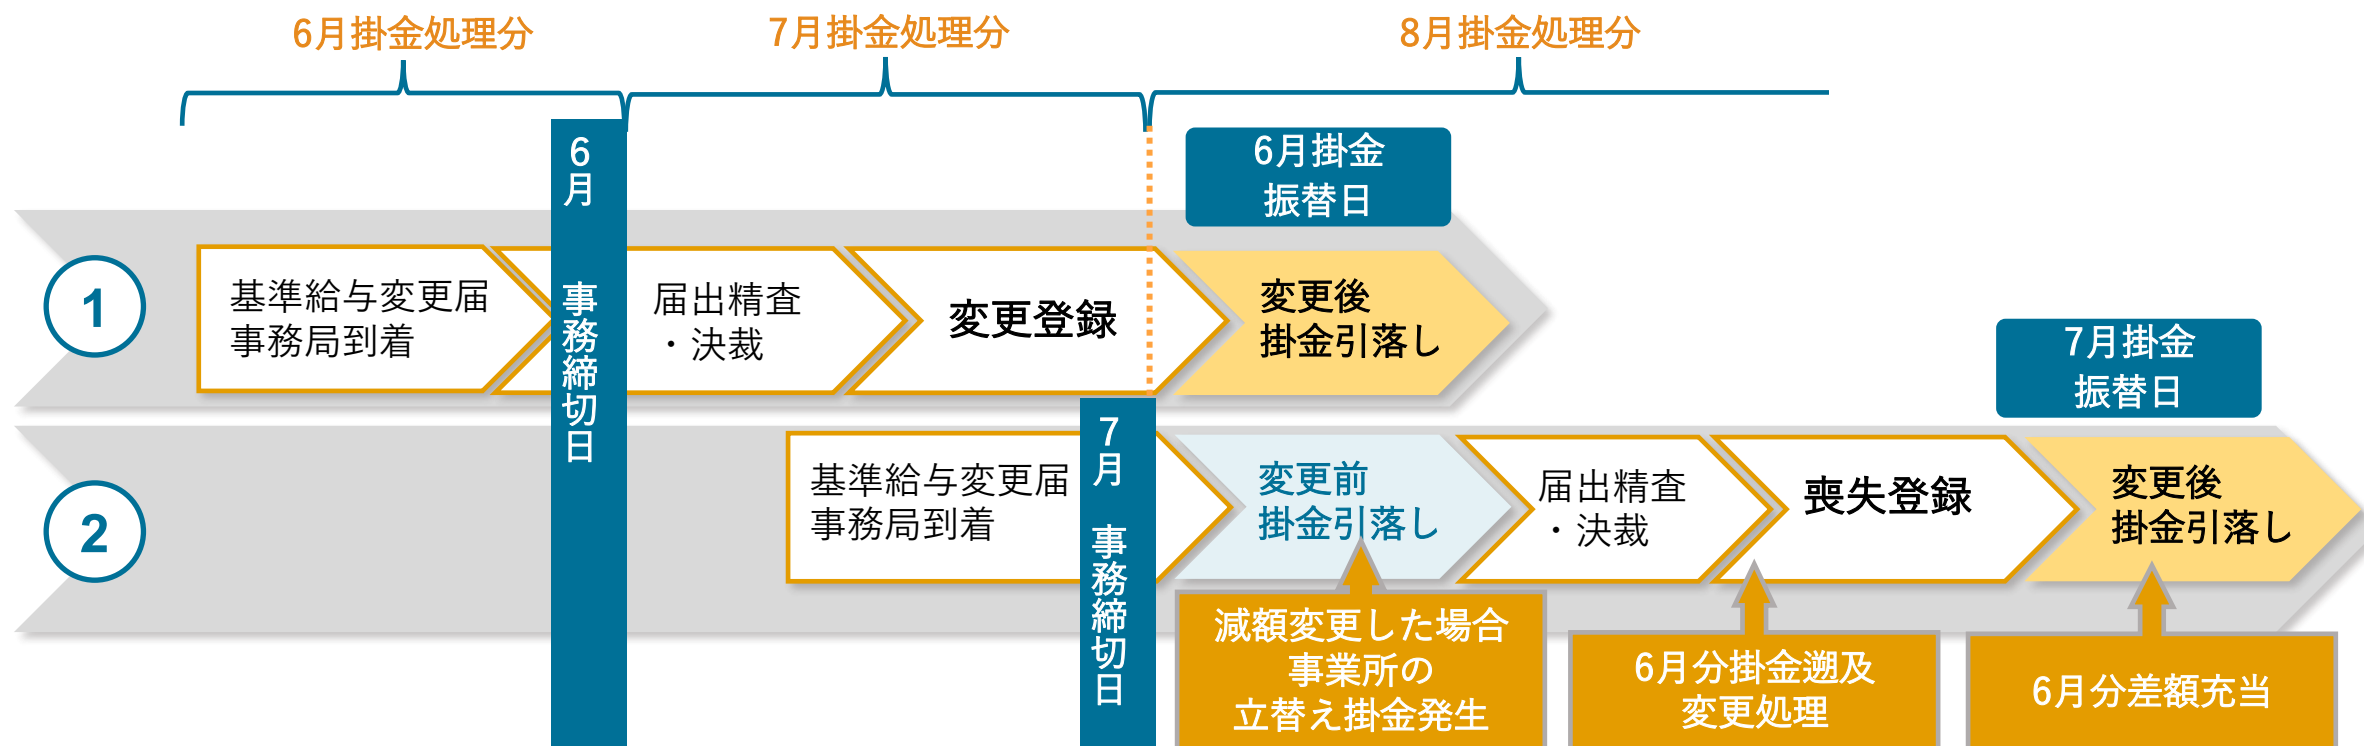 6月掛金処理分
7月掛金処理分
8月掛金処理分
6月 事務締切日
6月掛金
振替日
1
基準給与変更届
事務局到着
届出精査
・決裁
変更登録
変更後
掛金引落し
7月掛金
振替日
7月 事務締切日
2
基準給与変更届
事務局到着
変更前
掛金引落し
届出精査
・決裁
喪失登録
変更後
掛金引落し
減額変更した場合
事業所の
立替え掛金発生
6月分掛金遡及
変更処理
6月分差額充当